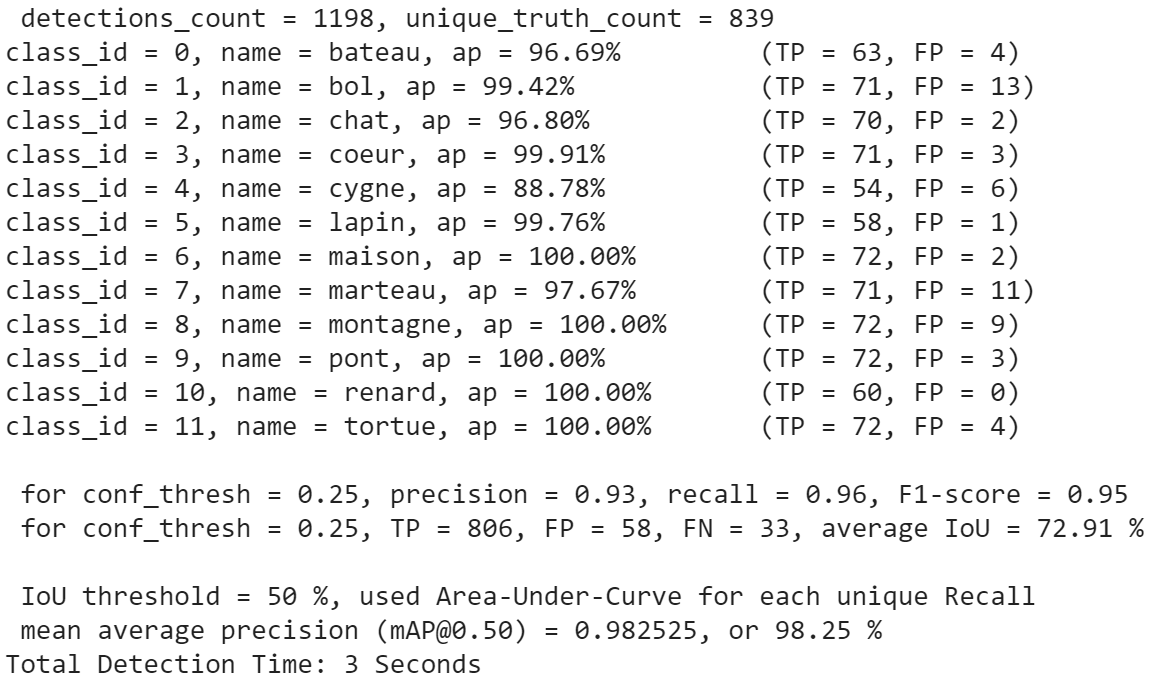 detections_count = 1198, unique_truth_count = 839
class_id = 0, name = bateau, ap = 96.69% (TP = 63, FP = 4)
class_id = 1, name = bol, ap = 99.42% (TP = 71, FP = 13)
class_id = 2, name = chat, ap = 96.80% (TP = 70, FP = 2)
class_id = 3, name = coeur, ap = 99.91% (TP = 71, FP = 3)
class_id = 4, name = cygne, ap = 88.78% (TP = 54, FP = 6)
class_id = 5, name = lapin, ap = 99.76% (TP = 58, FP = 1)
class_id = 6, name = maison, ap = 100.00% (TP = 72, FP = 2)
class_id = 7, name = marteau, ap = 97.67% (TP = 71, FP = 11)
class_id = 8, name = montagne, ap = 100.00% (TP = 72, FP = 9)
class_id = 9, name = pont, ap = 100.00% (TP = 72, FP = 3)
class_id = 10, name = renard, ap = 100.00% (TP = 60, FP = 0)
class_id = 11, name = tortue, ap = 100.00% (TP = 72, FP = 4)
for conf_thresh = 0.25, precision = 0.93, recall = 0.96, F1-score = 0.95
for conf_thresh = 0.25, TP = 806, FP = 58, FN = 33, average IoU = 72.91 %
IoU threshold = 50 %, used Area-Under-Curve for each unique Recall
mean average precision (mAP@0.50) = 0.982525, or 98.25 %
Total Detection Time: 3 Seconds